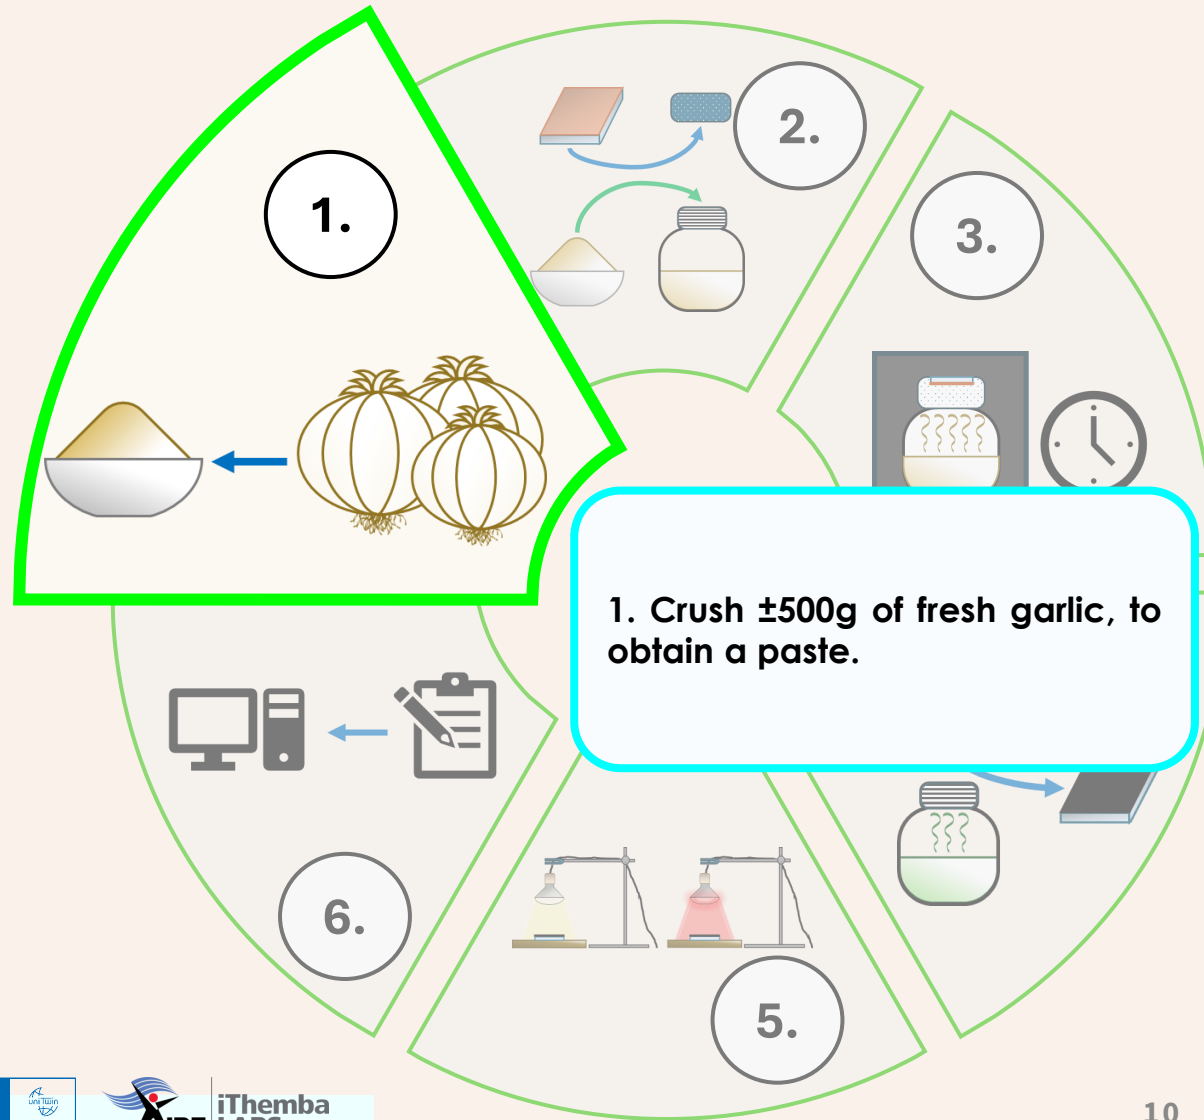 1.
2.
3.
1. Crush ±500g of fresh garlic, to
obtain a paste.
6.
5.
iThemba
10